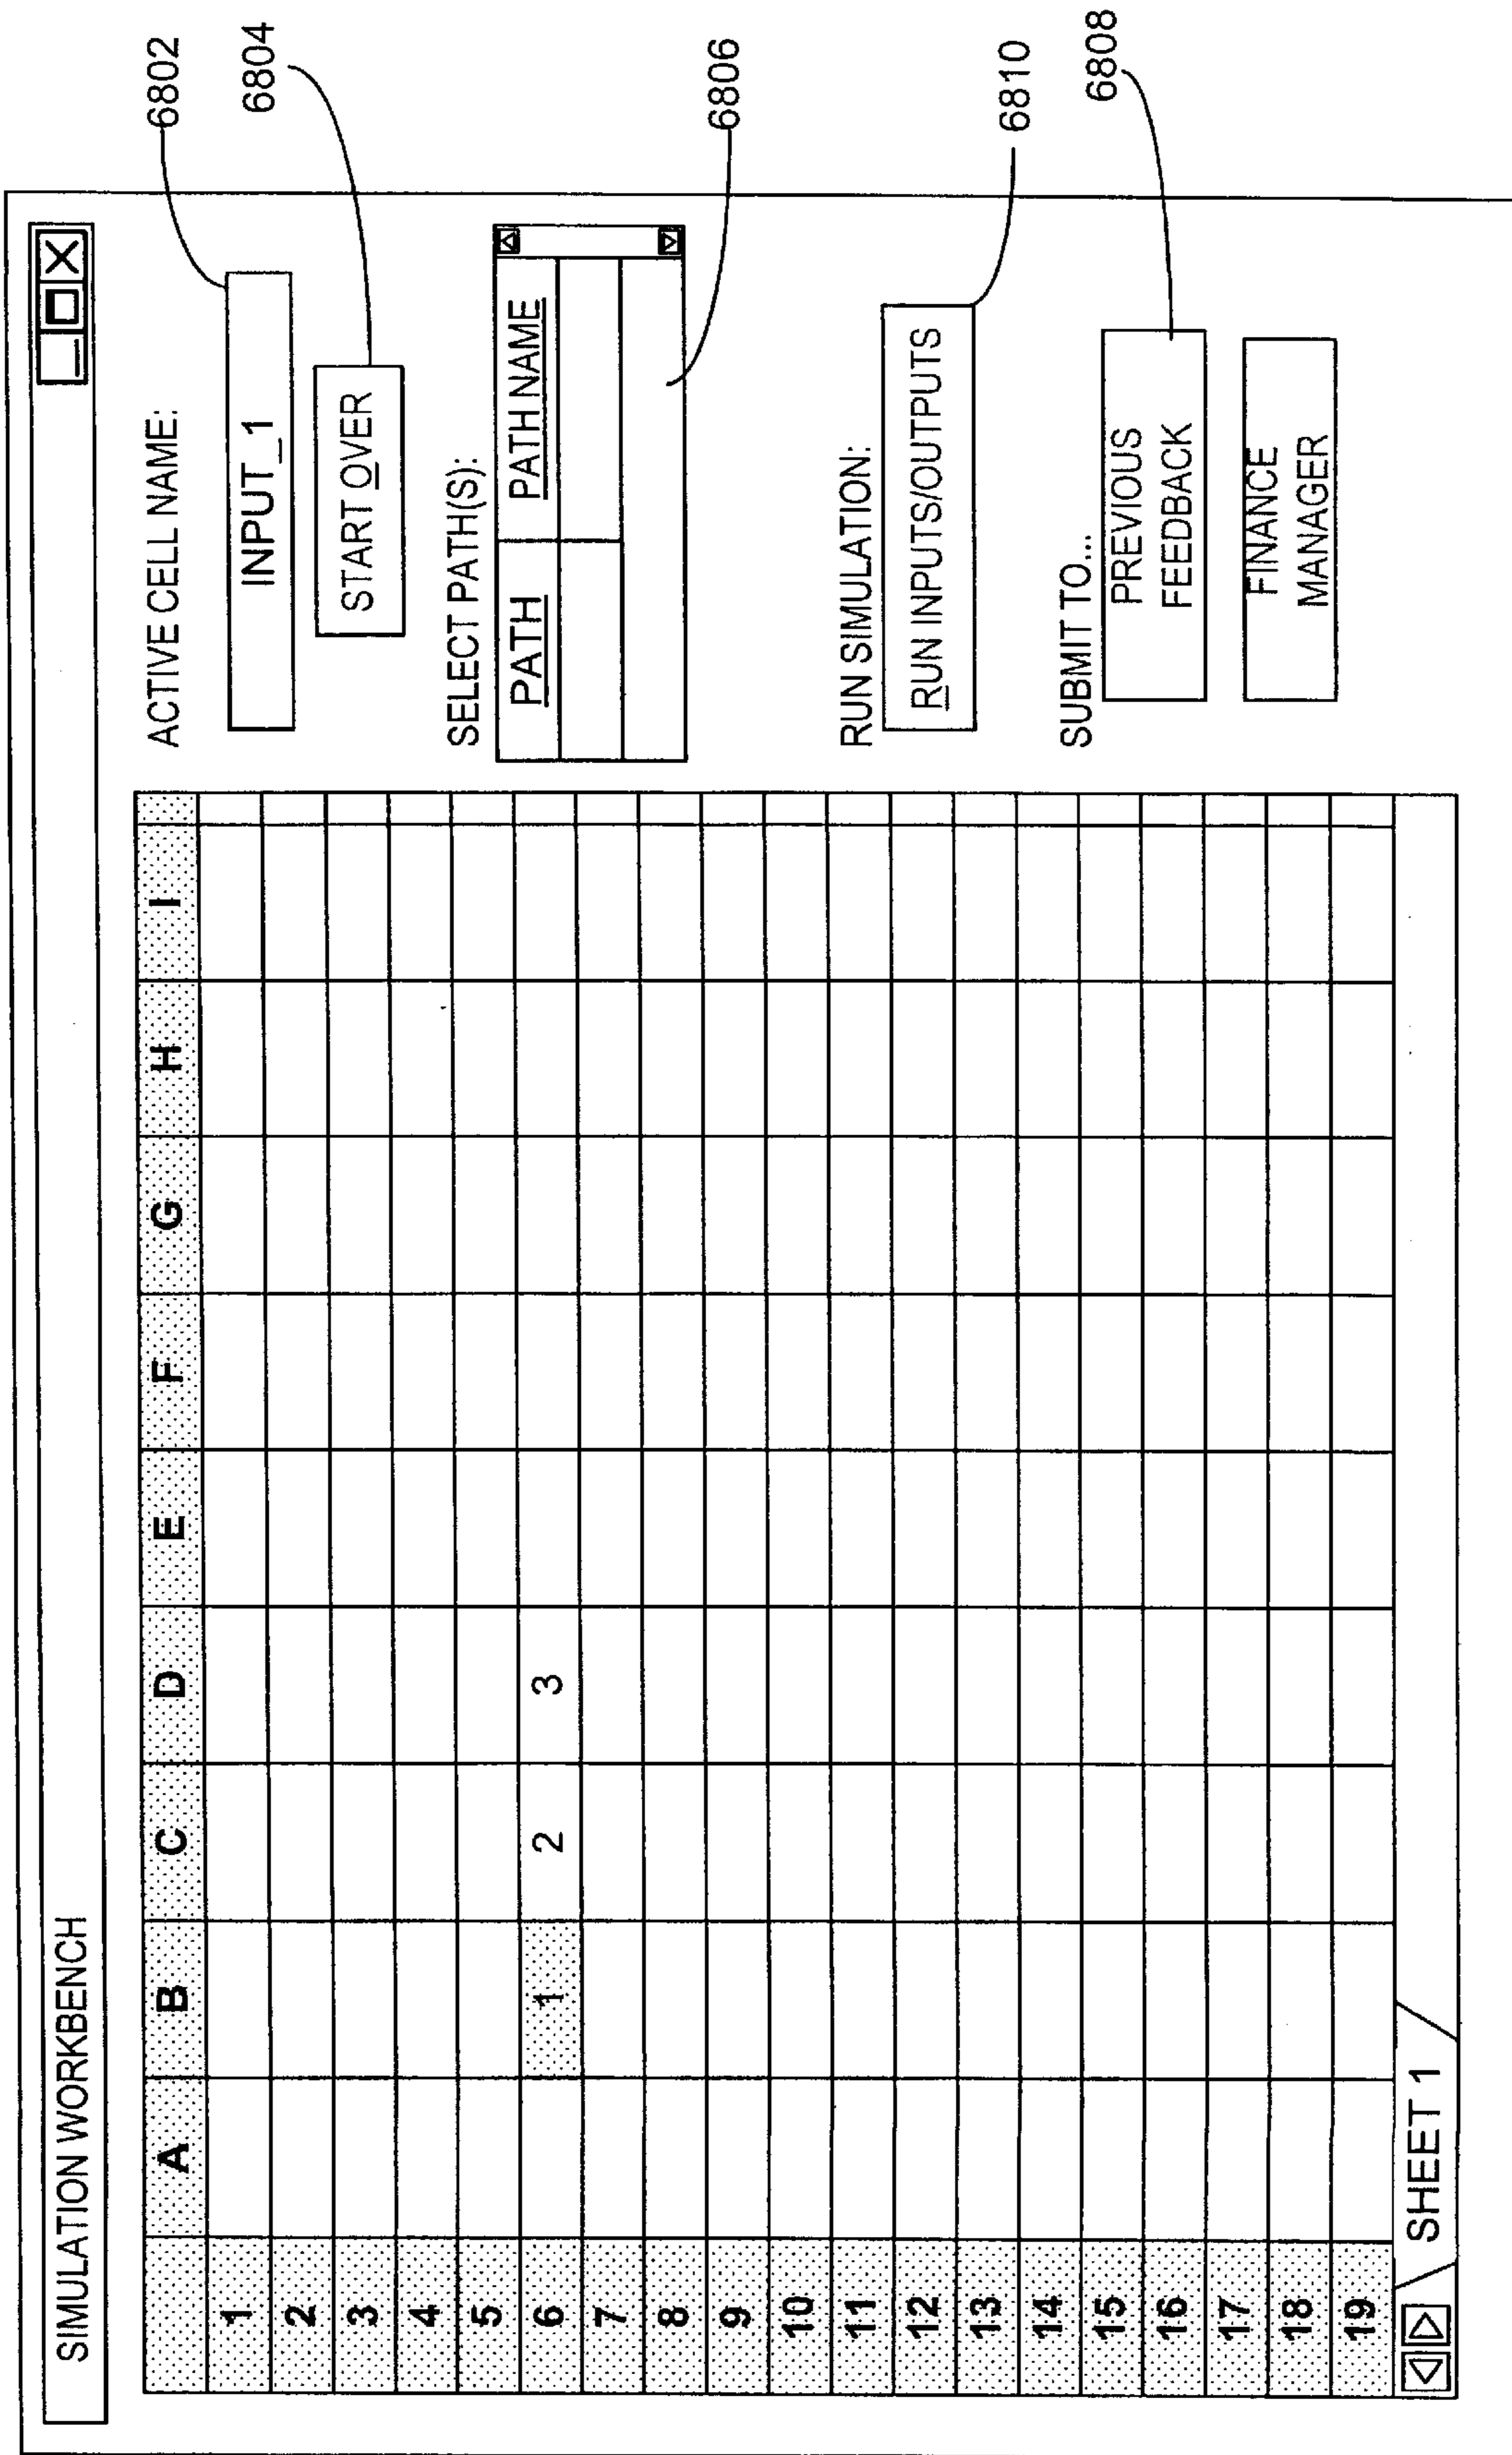 SIMULATION WORKBENCH
A B C D E F G H I
1
2
3
4
5
6 1 2 3
7
8
9
10
11
12
13
14
15
16
17
18
19
SHEET 1
ACTIVE CELL NAME:
INPUT_1
6802
START OVER
6804
SELECT PATH(S):
PATH PATH NAME
6806
RUN SIMULATION:
RUN INPUTS/OUTPUTS
6810
SUBMIT TO...
PREVIOUS
FEEDBACK
6808
FINANCE
MANAGER